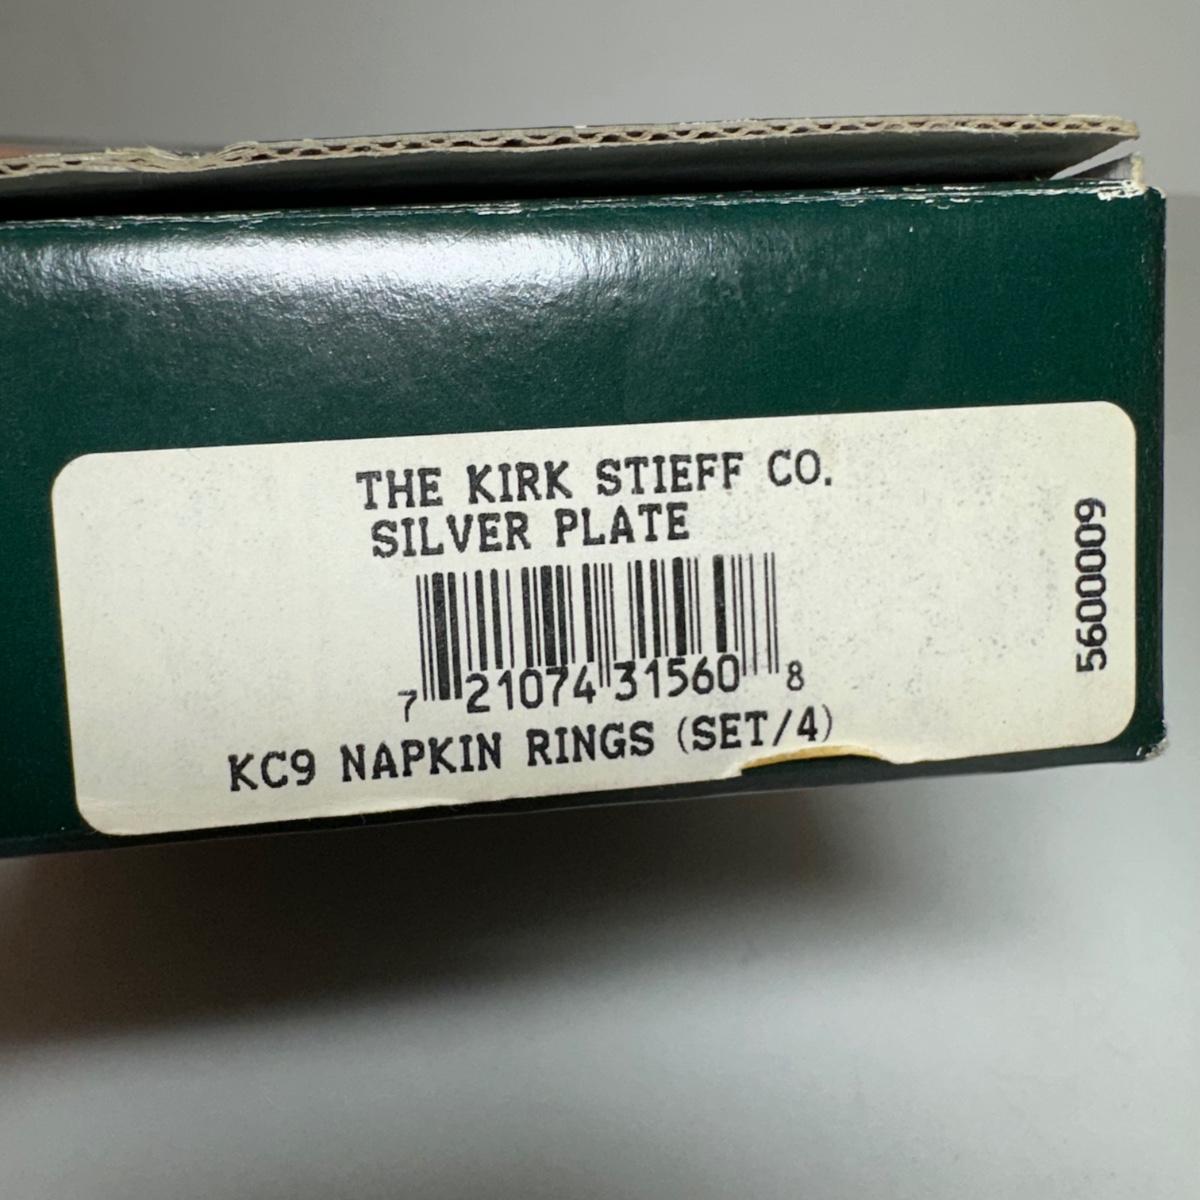 THE KIRK STIEFF CO.
SILVER PLATE
7 21074 31560 8
KC9 NAPKIN RINGS (SET/4)
5600009